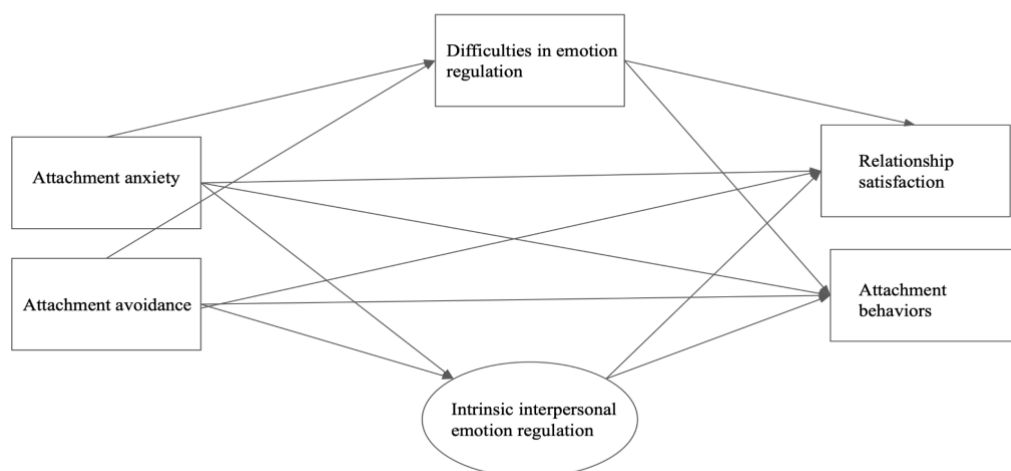 Difficulties in emotion
regulation
Attachment anxiety
Relationship
satisfaction
Attachment avoidance
Attachment
behaviors
Intrinsic interpersonal
emotion regulation